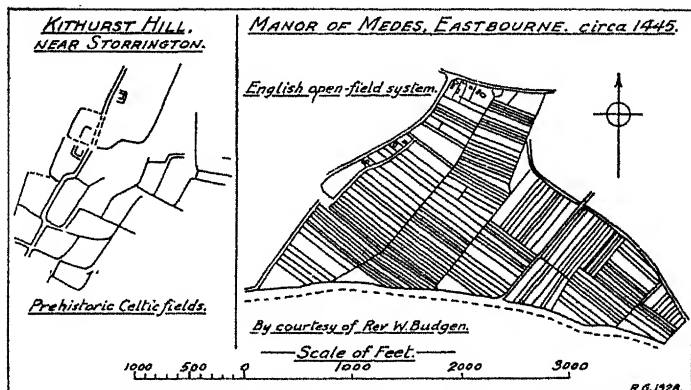 KITHURST HILL.
NEAR STORRINGTON.
Prehistoric Celtic fields.
MANOR OF MEDES, EASTBOURNE. circa 1445.
English open-field system.
By courtesy of Rev W. Budgen.
Scale of Feet.
1000 500 0 1000 2000 3000
R.G. 1928